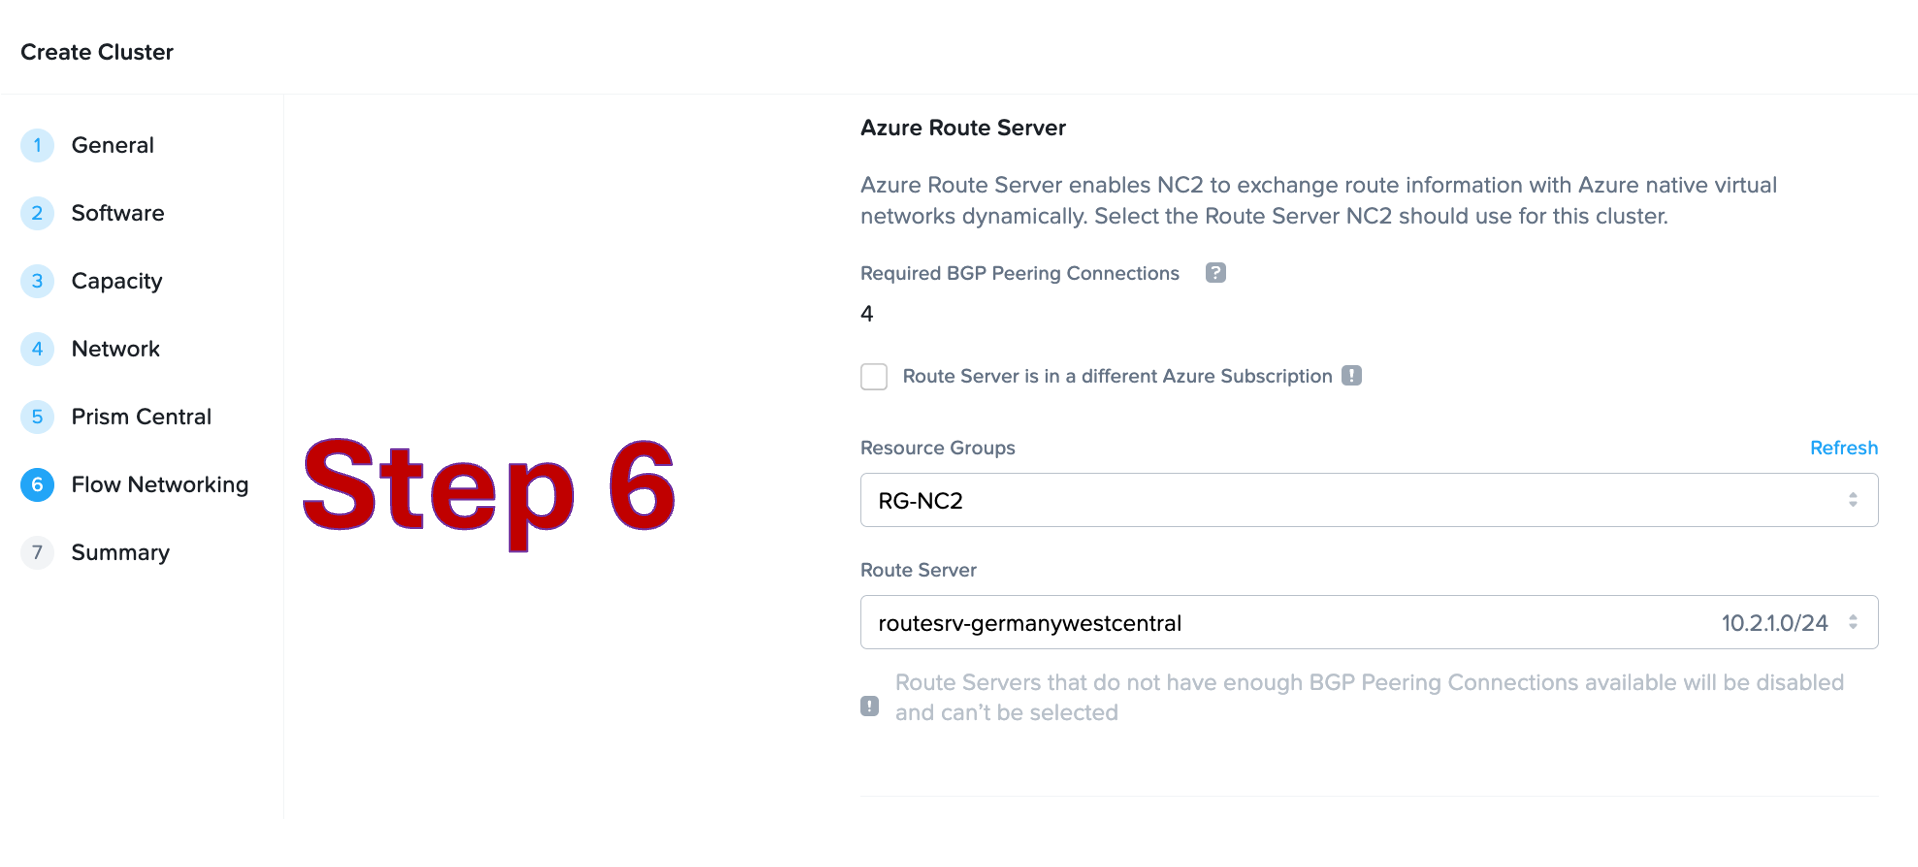 Create Cluster
1 General
2 Software
3 Capacity
4 Network
5 Prism Central
6 Flow Networking
7 Summary
Step 6
Azure Route Server
Azure Route Server enables NC2 to exchange route information with Azure native virtual
networks dynamically. Select the Route Server NC2 should use for this cluster.
Required BGP Peering Connections ?
4
Route Server is in a different Azure Subscription !
Resource Groups Refresh
RG-NC2
Route Server
routesrv-germanywestcentral 10.2.1.0/24
! Route Servers that do not have enough BGP Peering Connections available will be disabled
and can't be selected